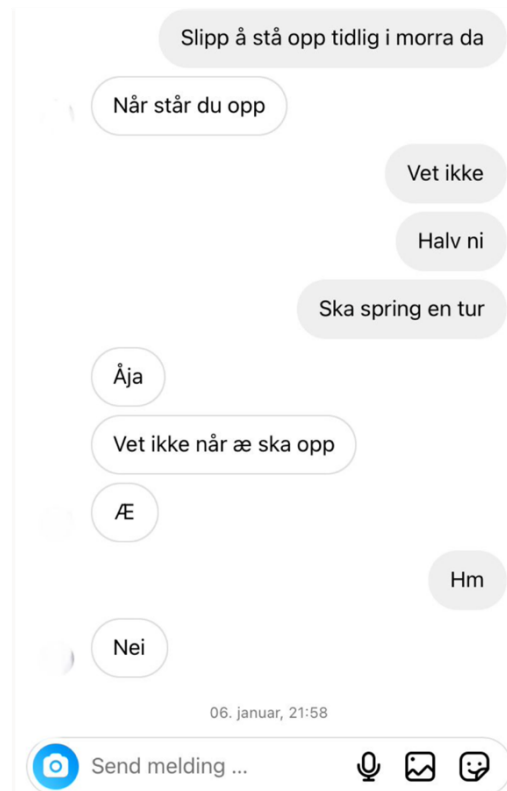 Slipp å stå opp tidlig i morra da
Når står du opp
Vet ikke
Halv ni
Ska spring en tur
Åja
Vet ikke når æ ska opp
Æ
Hm
Nei
06. januar, 21:58
Send melding ...